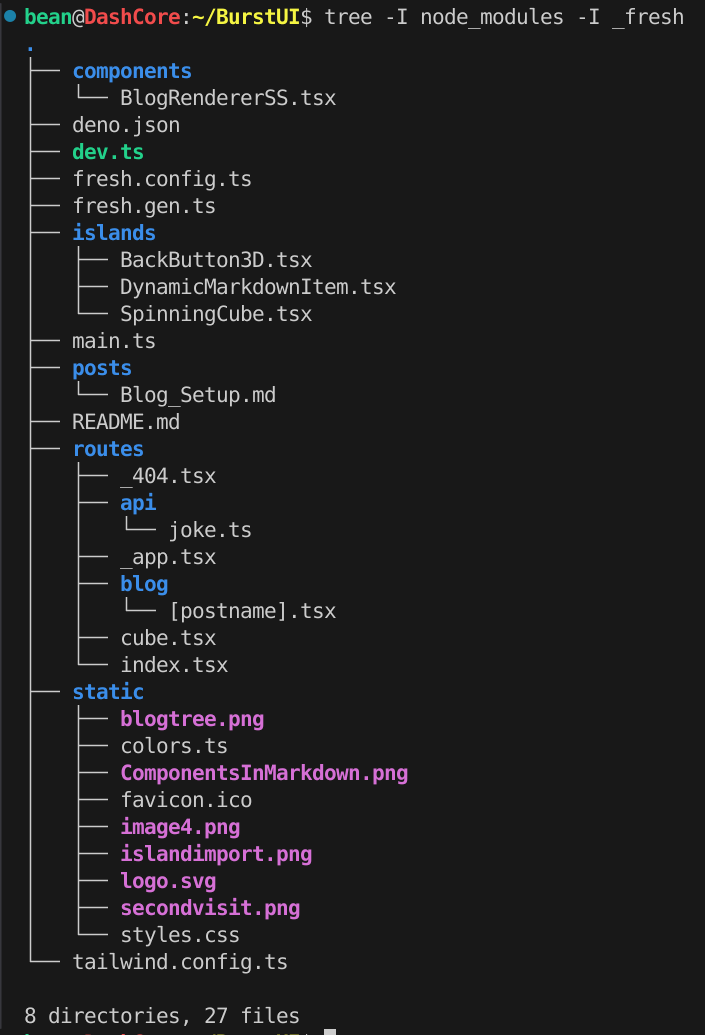 bean@DashCore:~/BurstUI$ tree -I node_modules -I _fresh
.
├── components
│   └── BlogRendererSS.tsx
├── deno.json
├── dev.ts
├── fresh.config.ts
├── fresh.gen.ts
├── islands
│   ├── BackButton3D.tsx
│   ├── DynamicMarkdownItem.tsx
│   └── SpinningCube.tsx
├── main.ts
├── posts
│   └── Blog_Setup.md
├── README.md
├── routes
│   ├── _404.tsx
│   ├── api
│   │   └── joke.ts
│   ├── _app.tsx
│   ├── blog
│   │   └── [postname].tsx
│   ├── cube.tsx
│   └── index.tsx
├── static
│   ├── blogtree.png
│   ├── colors.ts
│   ├── ComponentsInMarkdown.png
│   ├── favicon.ico
│   ├── image4.png
│   ├── islandimport.png
│   ├── logo.svg
│   ├── secondvisit.png
│   └── styles.css
└── tailwind.config.ts

8 directories, 27 files